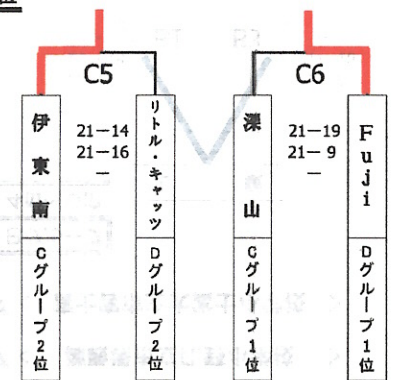 位
C5
C6
伊東南
21-14
21-16
-
リトル・キャッツ
深山
21-19
21-9
-
Fuji
Cグループ2位
Dグループ2位
Cグループ1位
Dグループ1位